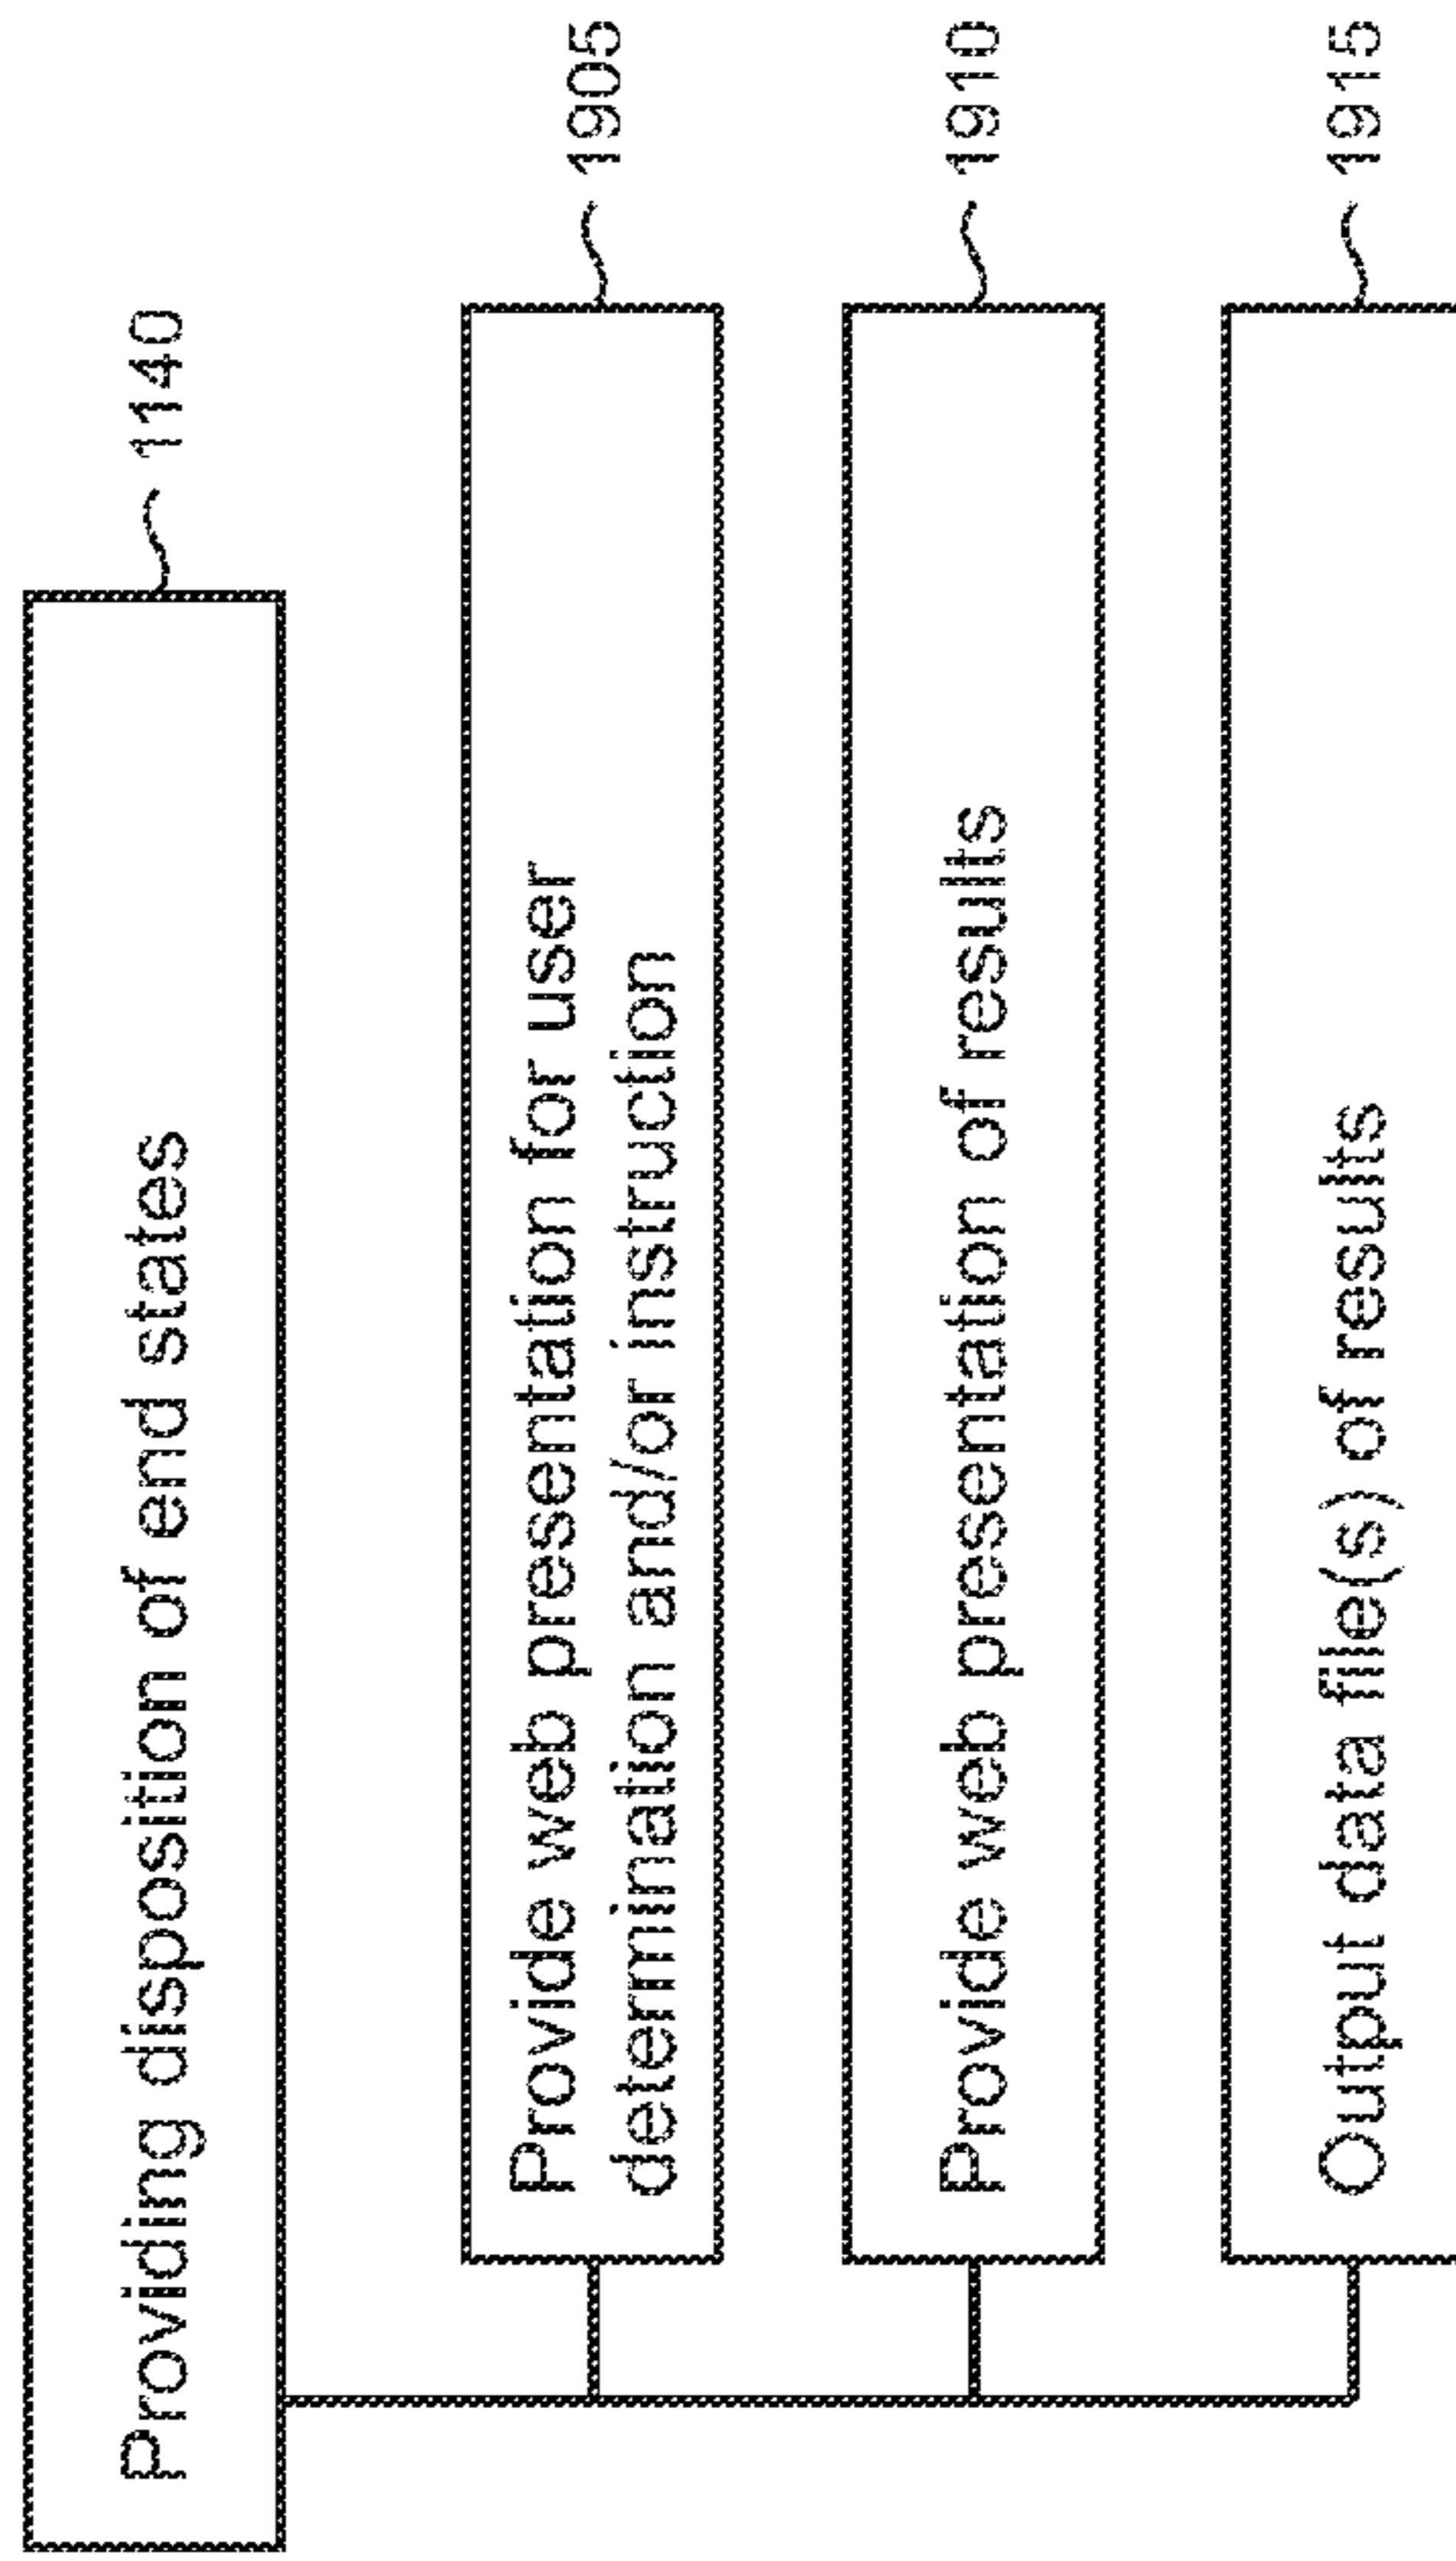 Providing disposition of end states
1140
Provide web presentation for user
determination and/or instruction
1905
Provide web presentation of results
1910
Output data file(s) of results
1915